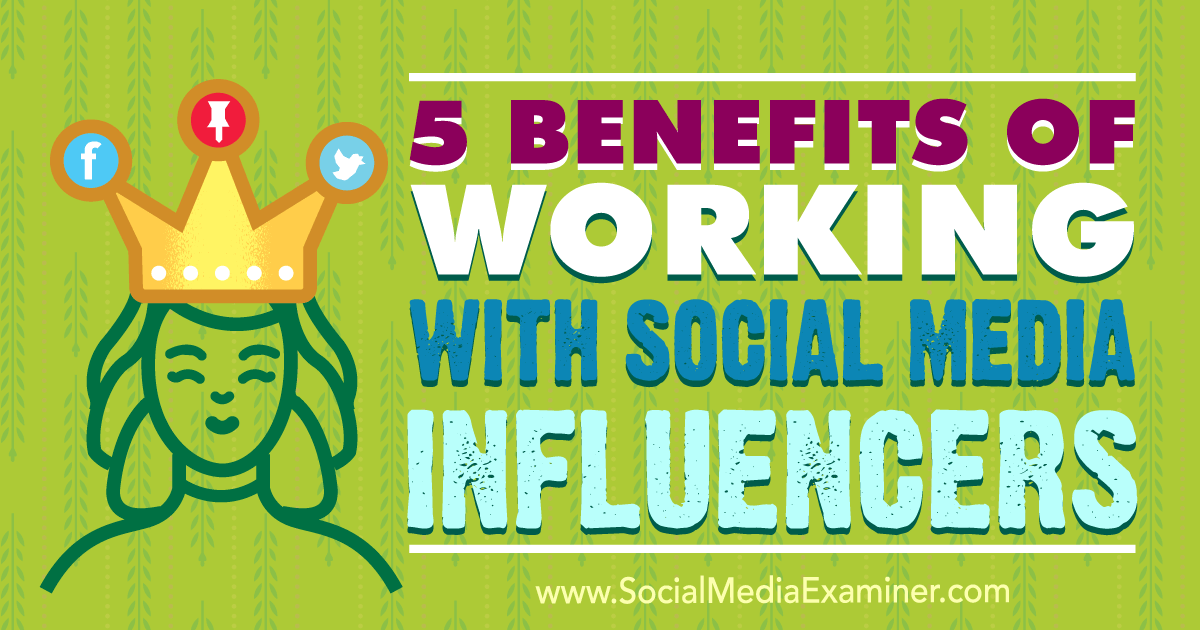 5 BENEFITS OF
WORKING
WITH SOCIAL MEDIA
INFLUENCERS
www.SocialMediaExaminer.com